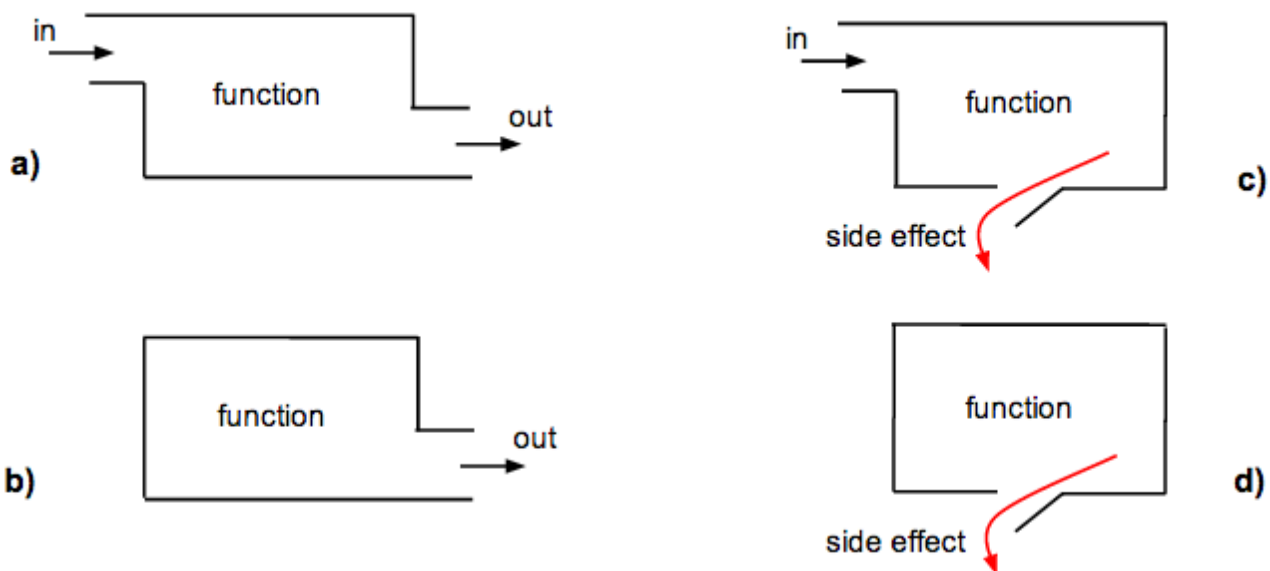 in
function
out
a)
in
function
side effect
c)
function
out
b)
function
side effect
d)